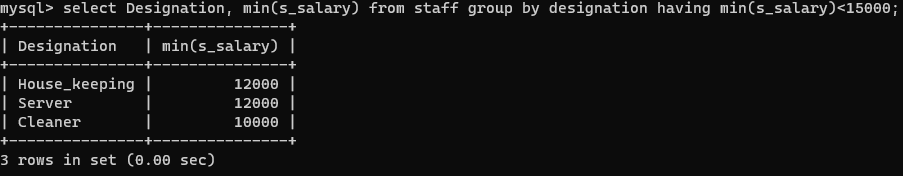 mysql> select Designation, min(s_salary) from staff group by designation having min(s_salary)<15000;
+---------------+---------------+
| Designation   | min(s_salary) |
+---------------+---------------+
| House_keeping |         12000 |
| Server        |         12000 |
| Cleaner       |         10000 |
+---------------+---------------+
3 rows in set (0.00 sec)